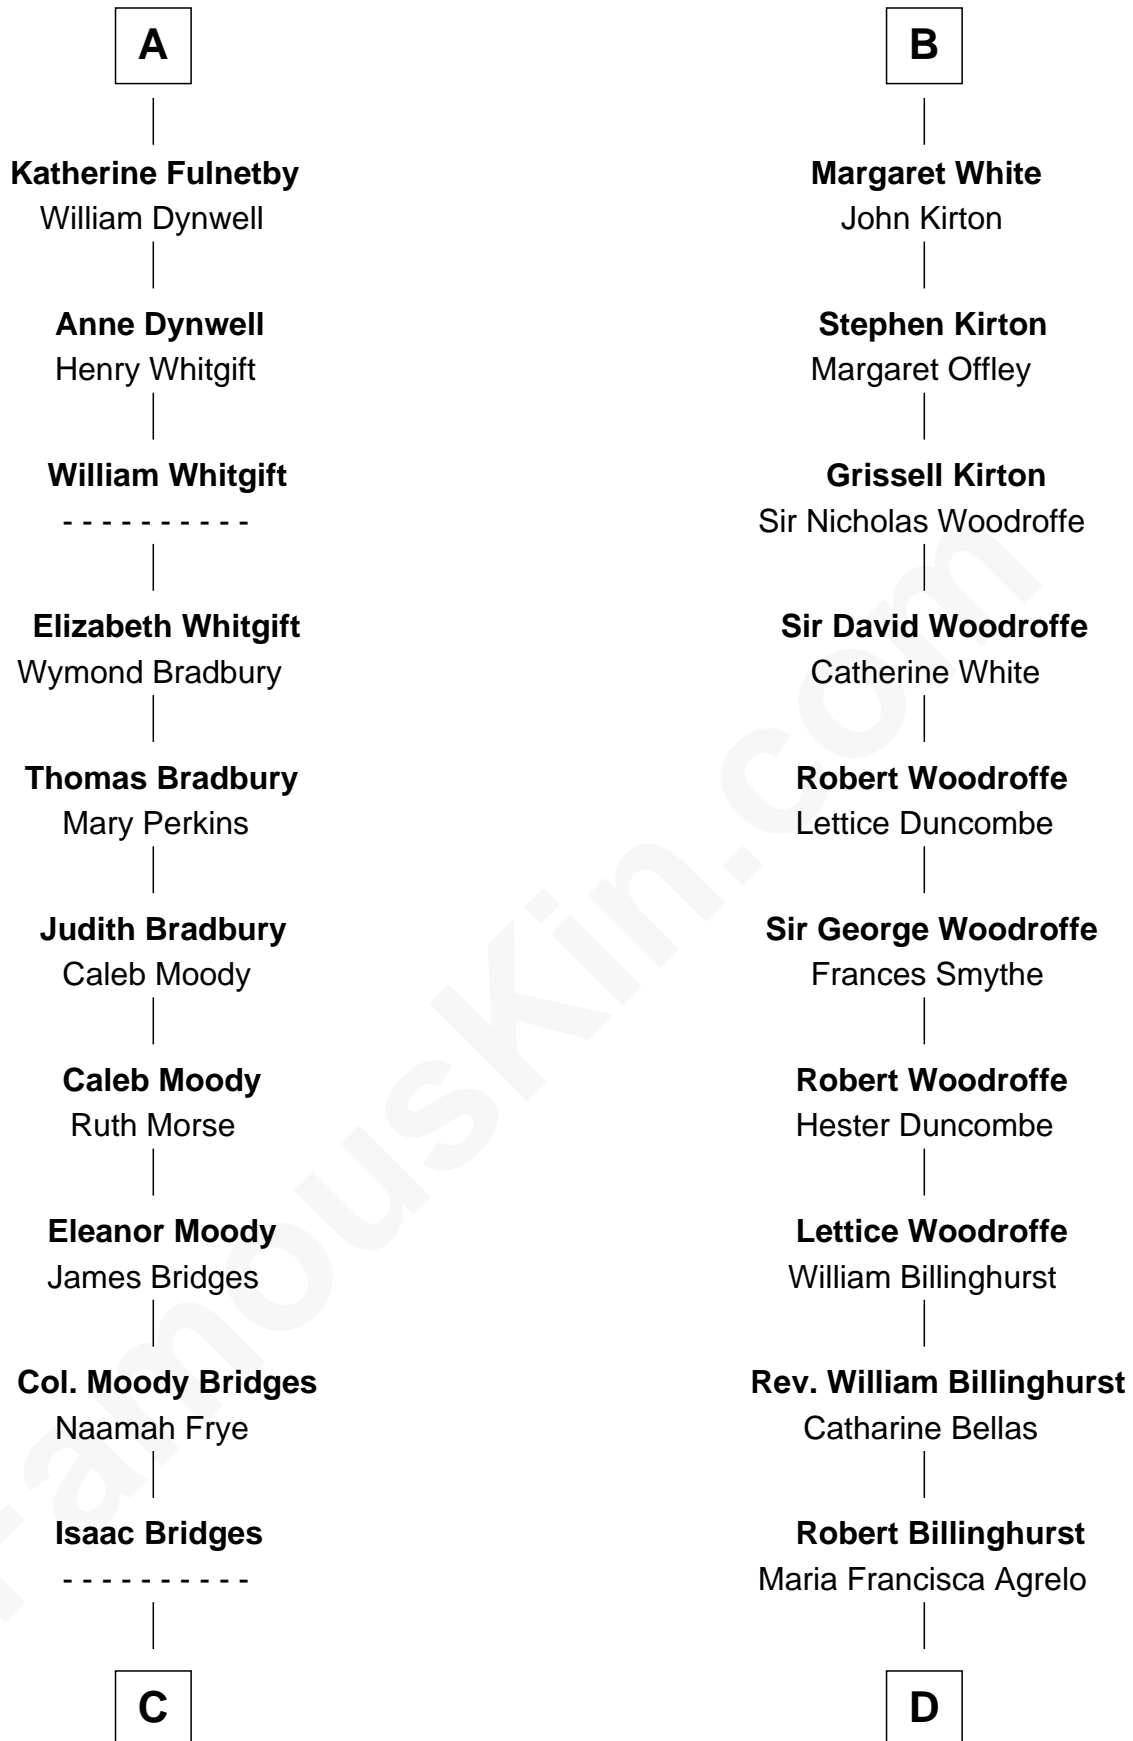 A
Katherine Fulnetby
William Dynwell
Anne Dynwell
Henry Whitgift
William Whitgift
- - - - - - - - - -
Elizabeth Whitgift
Wymond Bradbury
Thomas Bradbury
Mary Perkins
Judith Bradbury
Caleb Moody
Caleb Moody
Ruth Morse
Eleanor Moody
James Bridges
Col. Moody Bridges
Naamah Frye
Isaac Bridges
- - - - - - - - - -
C
B
Margaret White
John Kirton
Stephen Kirton
Margaret Offley
Grissell Kirton
Sir Nicholas Woodroffe
Sir David Woodroffe
Catherine White
Robert Woodroffe
Lettice Duncombe
Sir George Woodroffe
Frances Smythe
Robert Woodroffe
Hester Duncombe
Lettice Woodroffe
William Billinghurst
Rev. William Billinghurst
Catharine Bellas
Robert Billinghurst
Maria Francisca Agrelo
D
FamousKin.com